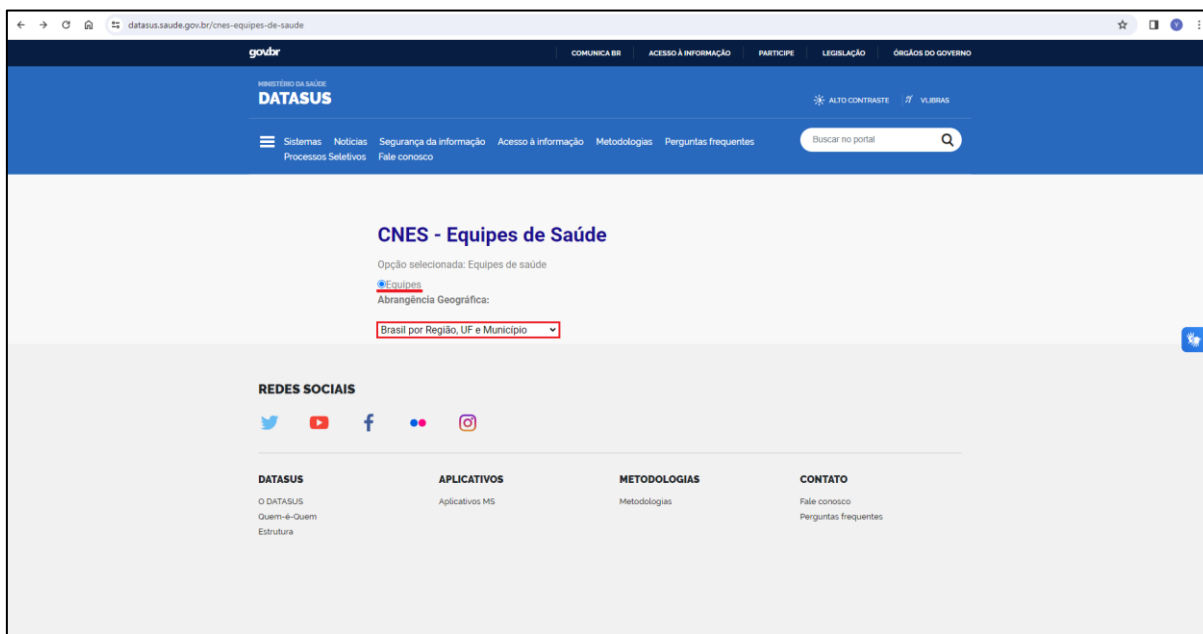 datasus.saude.gov.br/cnes-equipes-de-saude
gov.br
COMUNICA BR
ACESSO À INFORMAÇÃO
PARTICIPE
LEGISLAÇÃO
ÓRGÃOS DO GOVERNO
MINISTÉRIO DA SAÚDE
DATASUS
ALTO CONTRASTE
VLIBRAS
Sistemas Notícias Segurança da informação Acesso à informação Metodologias Perguntas frequentes
Processos Seletivos Fale conosco
Buscar no portal
CNES - Equipes de Saúde
Opção selecionada: Equipes de saúde
Equipes
Abrangência Geográfica:
Brasil por Região, UF e Município
REDES SOCIAIS
DATASUS
O DATASUS
Quem-é-Quem
Estrutura
APLICATIVOS
Aplicativos MS
METODOLOGIAS
Metodologias
CONTATO
Fale conosco
Perguntas frequentes